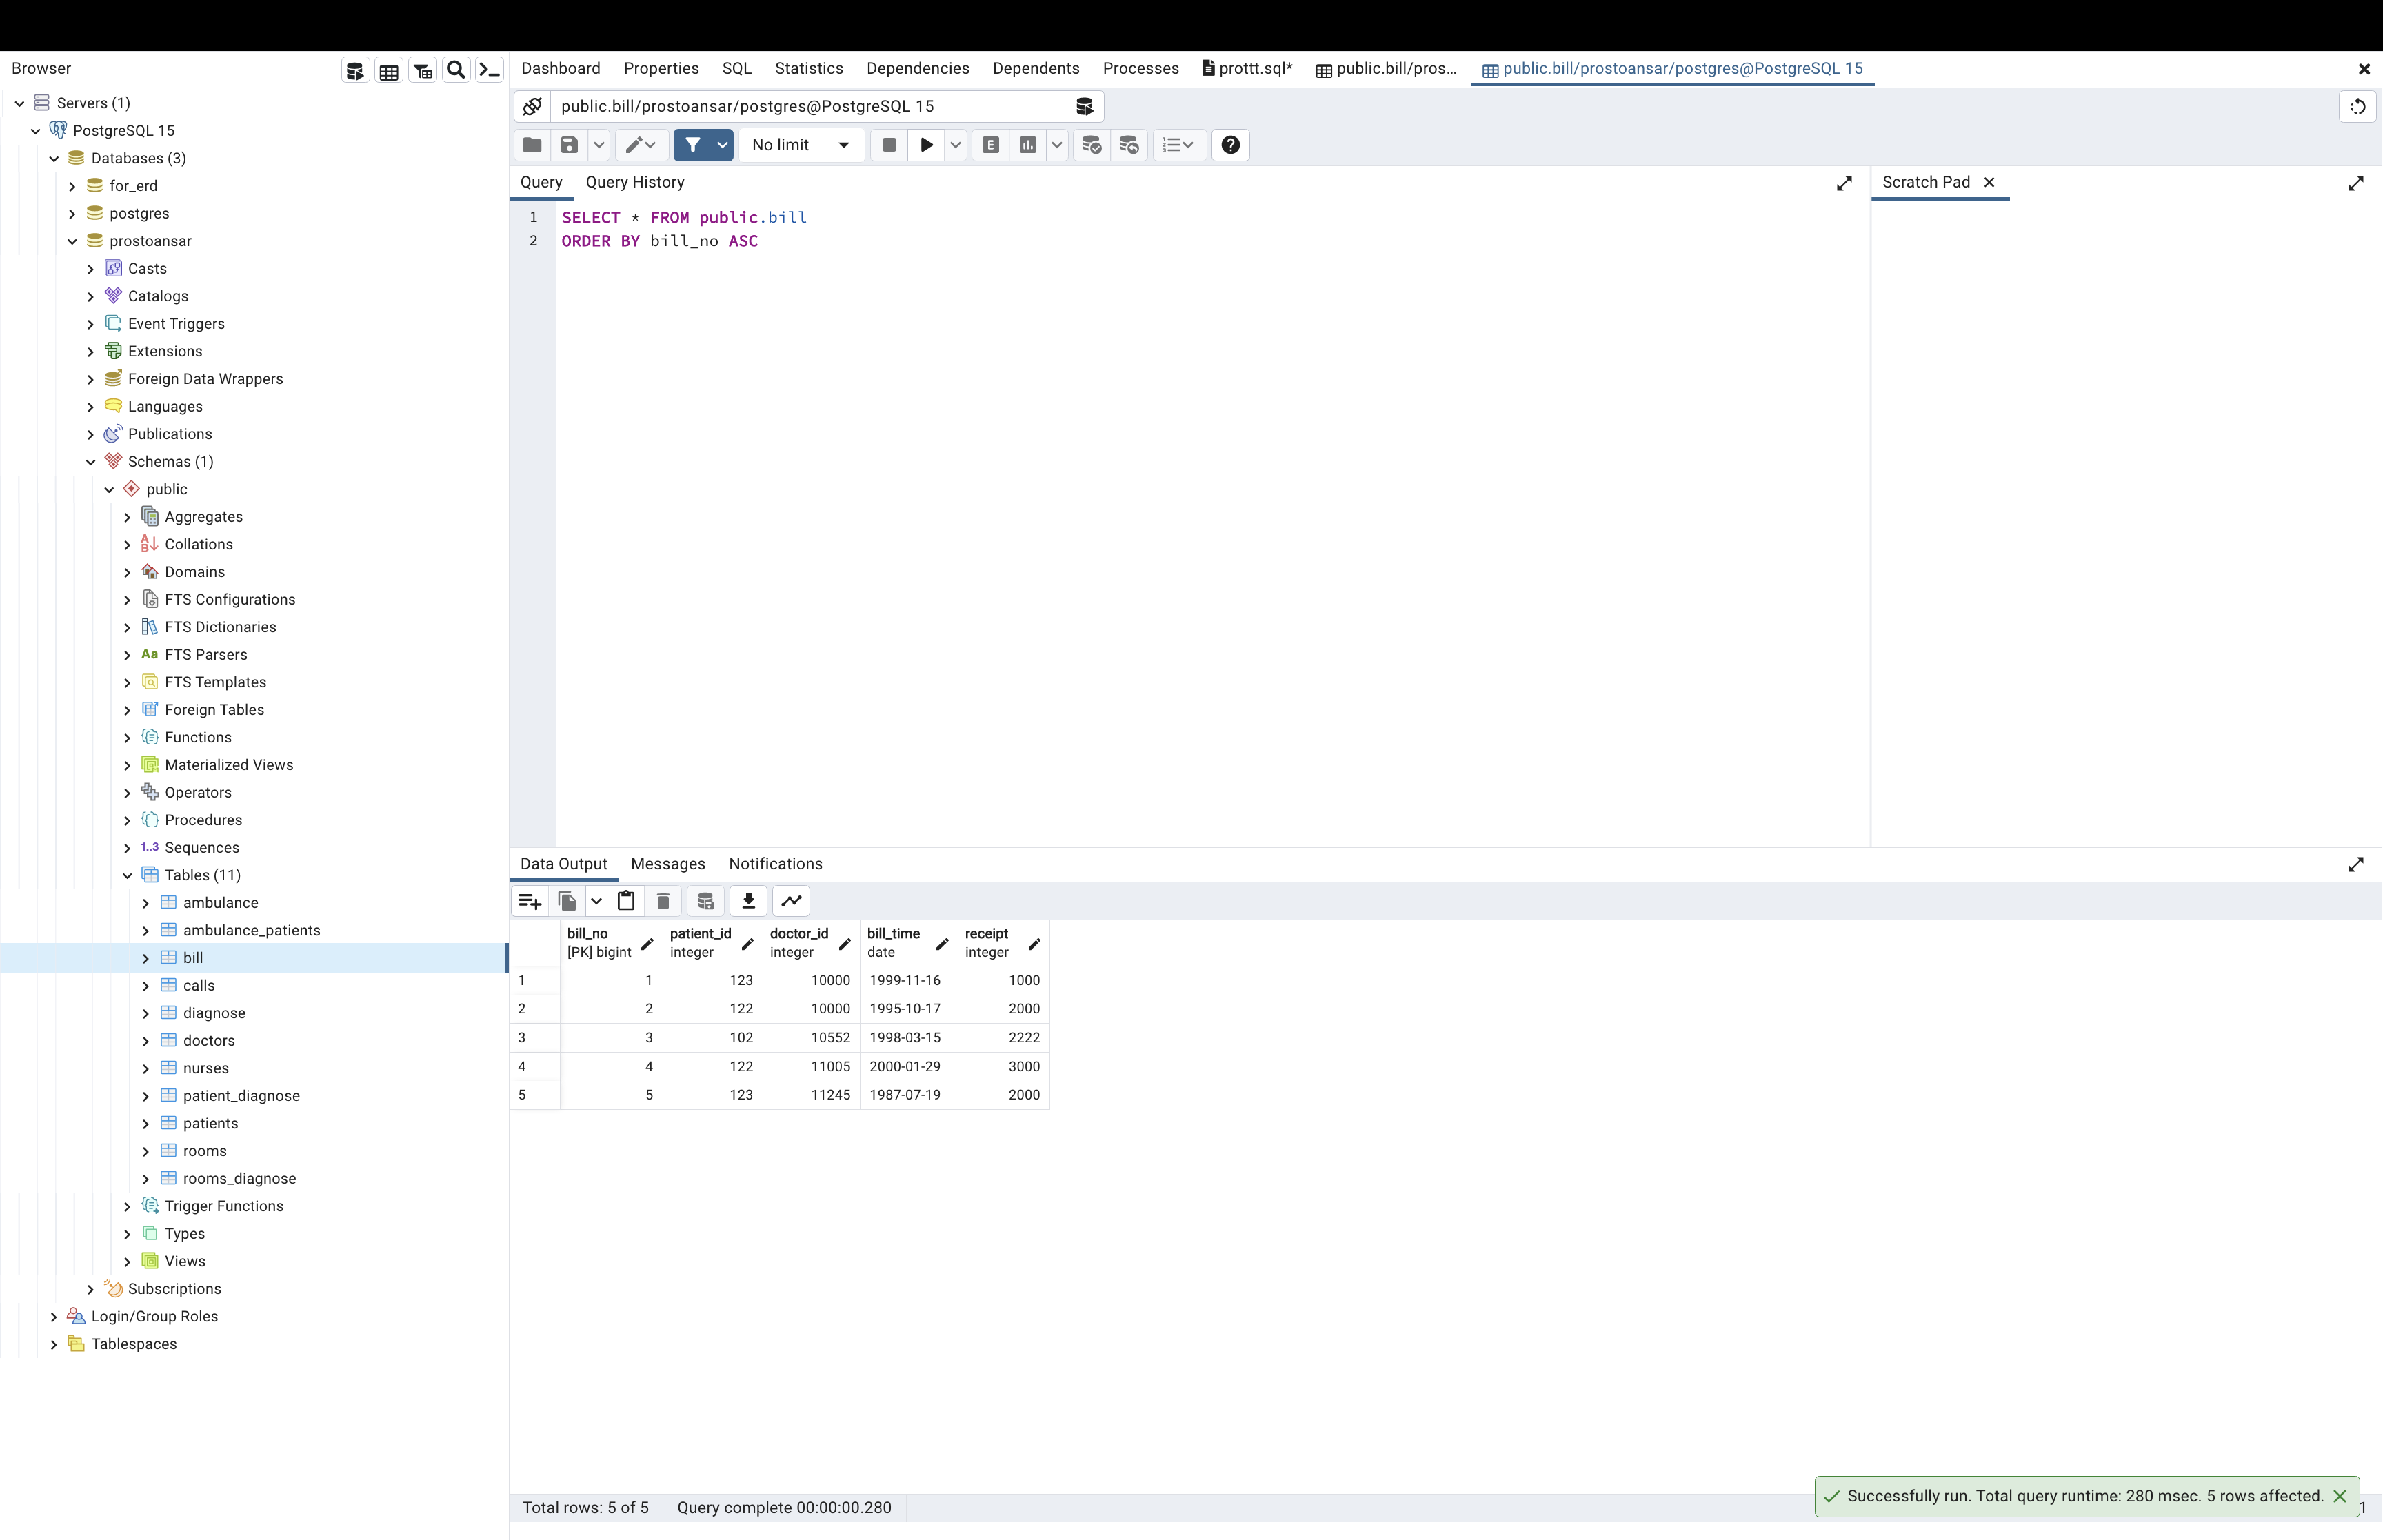 Browser
Servers (1)
PostgreSQL 15
Databases (3)
for_erd
postgres
prostoansar
Casts
Catalogs
Event Triggers
Extensions
Foreign Data Wrappers
Languages
Publications
Schemas (1)
public
Aggregates
Collations
Domains
FTS Configurations
FTS Dictionaries
Aa FTS Parsers
FTS Templates
Foreign Tables
Functions
Materialized Views
Operators
Procedures
1..3 Sequences
Tables (11)
ambulance
ambulance_patients
bill
calls
diagnose
doctors
nurses
patient_diagnose
patients
rooms
rooms_diagnose
Trigger Functions
Types
Views
Subscriptions
Login/Group Roles
Tablespaces
Dashboard Properties SQL Statistics Dependencies Dependents Processes prottt.sql* public.bill/pros... public.bill/prostoansar/postgres@PostgreSQL 15
public.bill/prostoansar/postgres@PostgreSQL 15
No limit E
Query Query History
1 SELECT * FROM public.bill
2 ORDER BY bill_no ASC
Scratch Pad
Data Output Messages Notifications
bill_no patient_id doctor_id bill_time receipt
[PK] bigint integer integer date integer
1 1 123 10000 1999-11-16 1000
2 2 122 10000 1995-10-17 2000
3 3 102 10552 1998-03-15 2222
4 4 122 11005 2000-01-29 3000
5 5 123 11245 1987-07-19 2000
Total rows: 5 of 5 Query complete 00:00:00.280
Successfully run. Total query runtime: 280 msec. 5 rows affected.
1